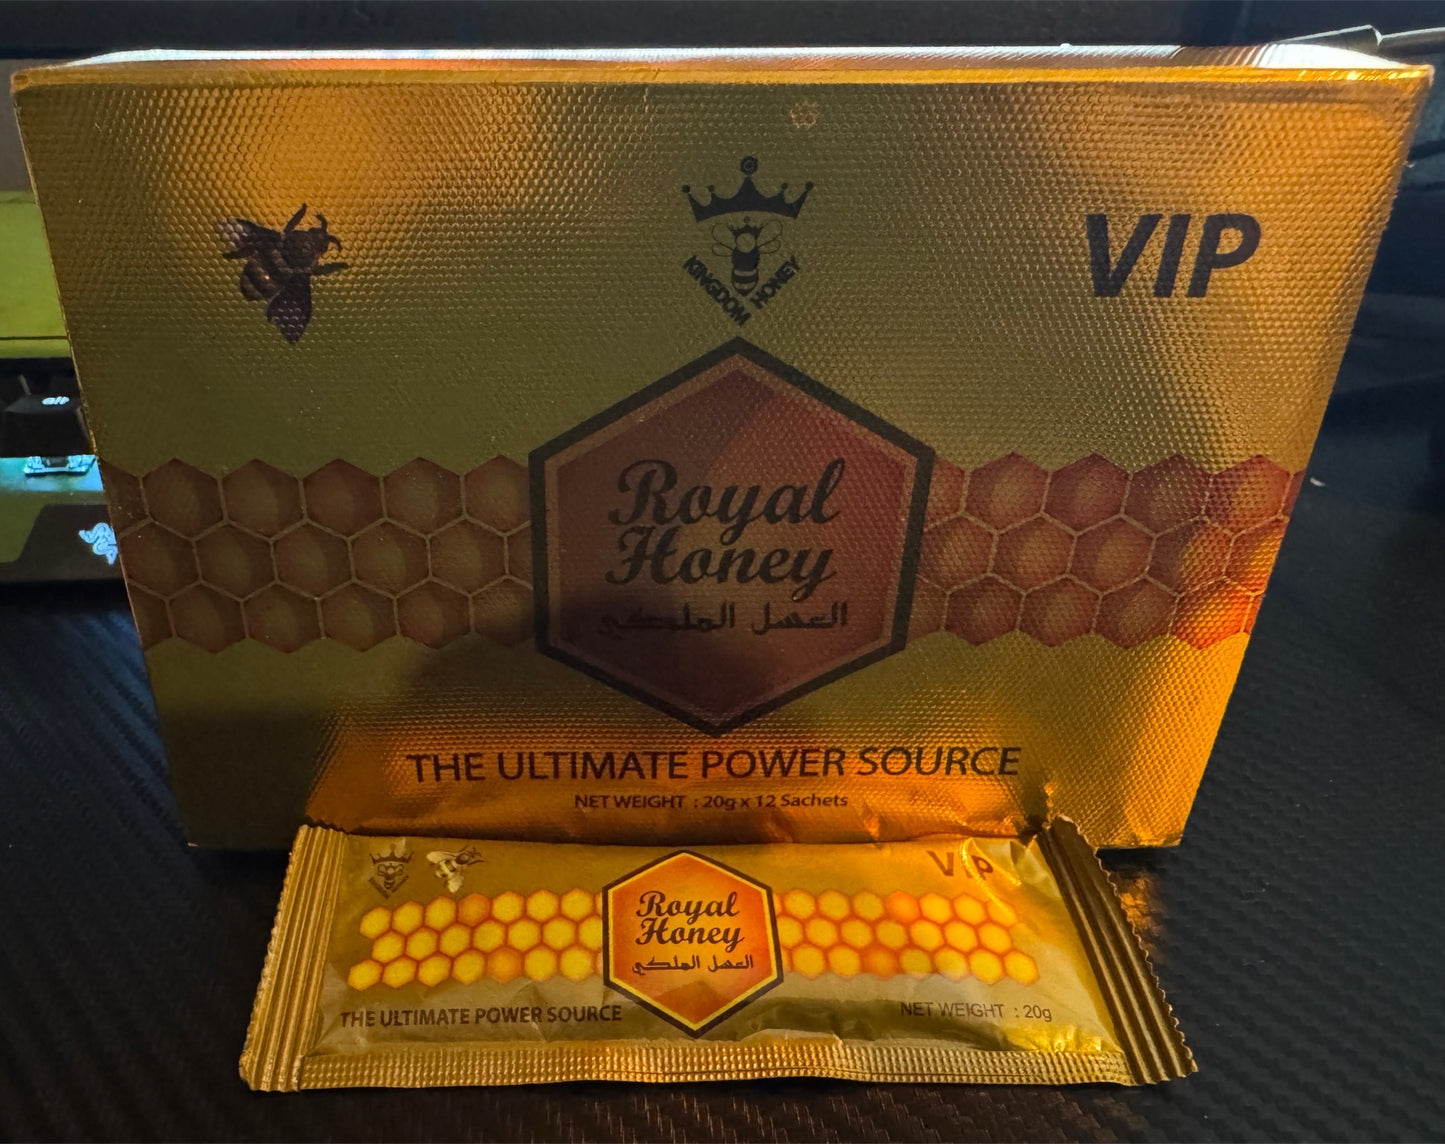 KINGDOM HONEY
VIP
Royal
Honey
العسل الملكي
THE ULTIMATE POWER SOURCE
NET WEIGHT : 20g x 12 Sachets
Vip
Royal
Honey
العسل الملكي
THE ULTIMATE POWER SOURCE
NET WEIGHT : 20g